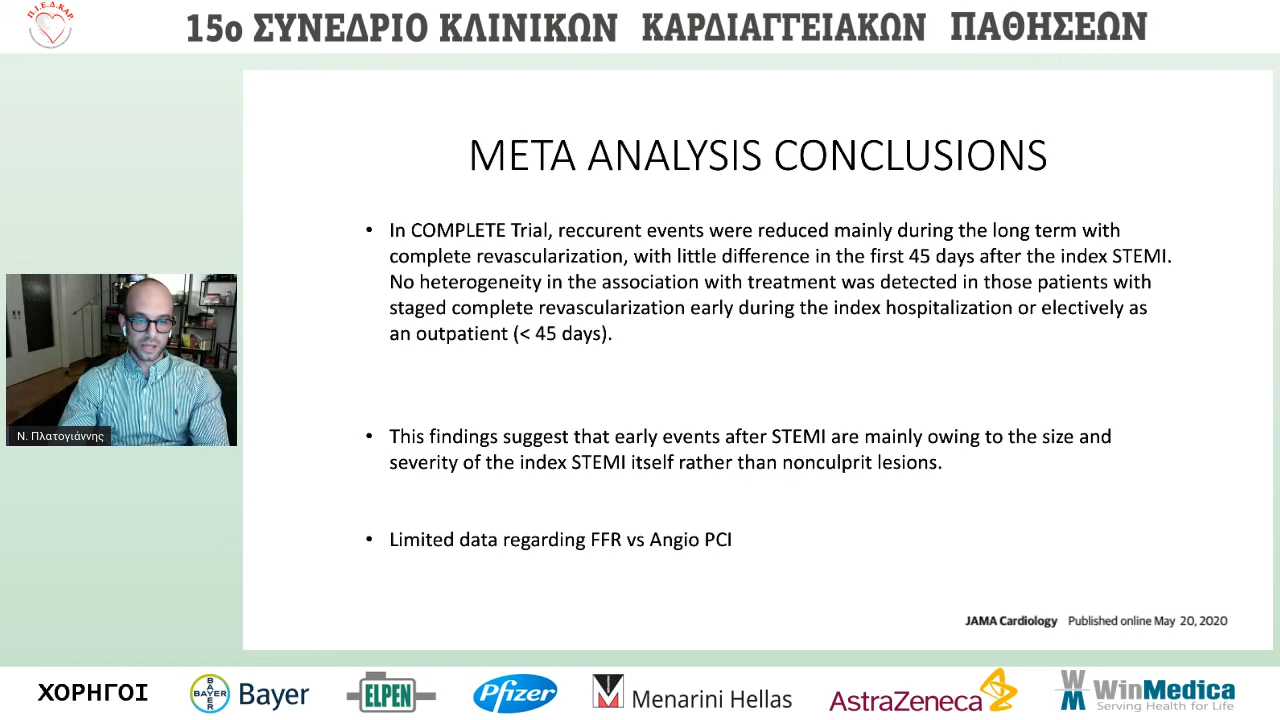 Π.Ι.Ε.Δ.ΚΑΡ.
15ο ΣΥΝΕΔΡΙΟ ΚΛΙΝΙΚΩΝ ΚΑΡΔΙΑΓΓΕΙΑΚΩΝ ΠΑΘΗΣΕΩΝ
META ANALYSIS CONCLUSIONS
• In COMPLETE Trial, reccurent events were reduced mainly during the long term with
complete revascularization, with little difference in the first 45 days after the index STEMI.
No heterogeneity in the association with treatment was detected in those patients with
staged complete revascularization early during the index hospitalization or electively as
an outpatient (< 45 days).
• This findings suggest that early events after STEMI are mainly owing to the size and
severity of the index STEMI itself rather than nonculprit lesions.
• Limited data regarding FFR vs Angio PCI
JAMA Cardiology Published online May 20, 2020
Ν. Πλατογιάννης
ΧΟΡΗΓΟΙ
BAYER
BAYER
Bayer
ELPEN
Pfizer
Menarini Hellas
AstraZeneca
WM
WinMedica
Serving Health for Life